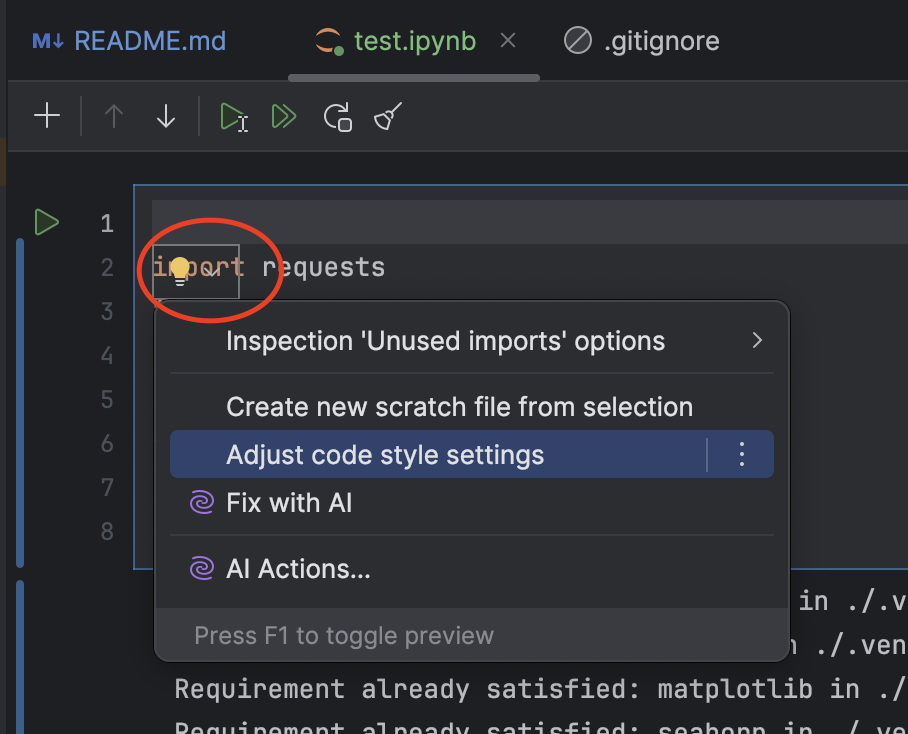 M↓ README.md test.ipynb × .gitignore
1
2 import requests
3
4
5
6
7
8
Inspection 'Unused imports' options
Create new scratch file from selection
Adjust code style settings
Fix with AI
AI Actions...
Press F1 to toggle preview
in ./.v
./.ven
Requirement already satisfied: matplotlib in ./
Requirement already satisfied: seaborn in ./.ve